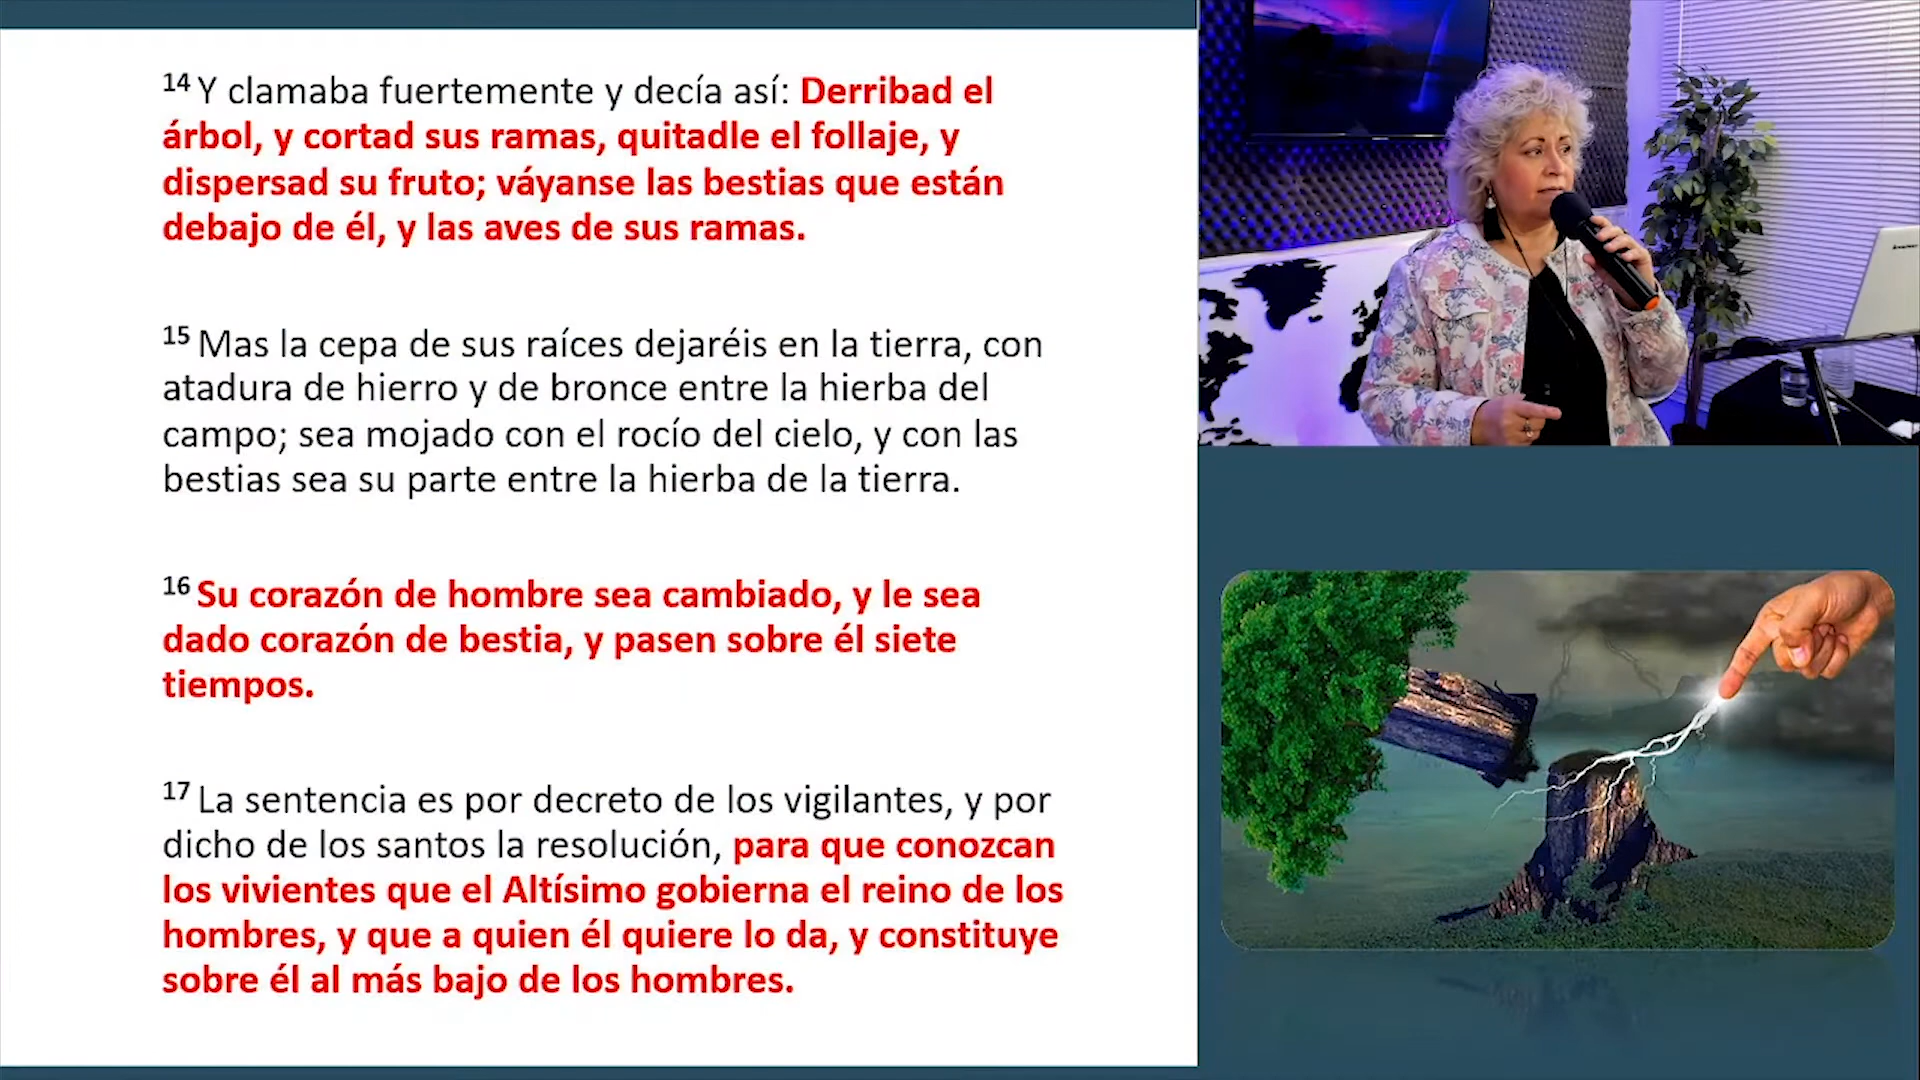 14 Y clamaba fuertemente y decía así: Derribad el
árbol, y cortad sus ramas, quitadle el follaje, y
dispersad su fruto; váyanse las bestias que están
debajo de él, y las aves de sus ramas.
15 Mas la cepa de sus raíces dejaréis en la tierra, con
atadura de hierro y de bronce entre la hierba del
campo; sea mojado con el rocío del cielo, y con las
bestias sea su parte entre la hierba de la tierra.
16 Su corazón de hombre sea cambiado, y le sea
dado corazón de bestia, y pasen sobre él siete
tiempos.
17 La sentencia es por decreto de los vigilantes, y por
dicho de los santos la resolución, para que conozcan
los vivientes que el Altísimo gobierna el reino de los
hombres, y que a quien él quiere lo da, y constituye
sobre él al más bajo de los hombres.